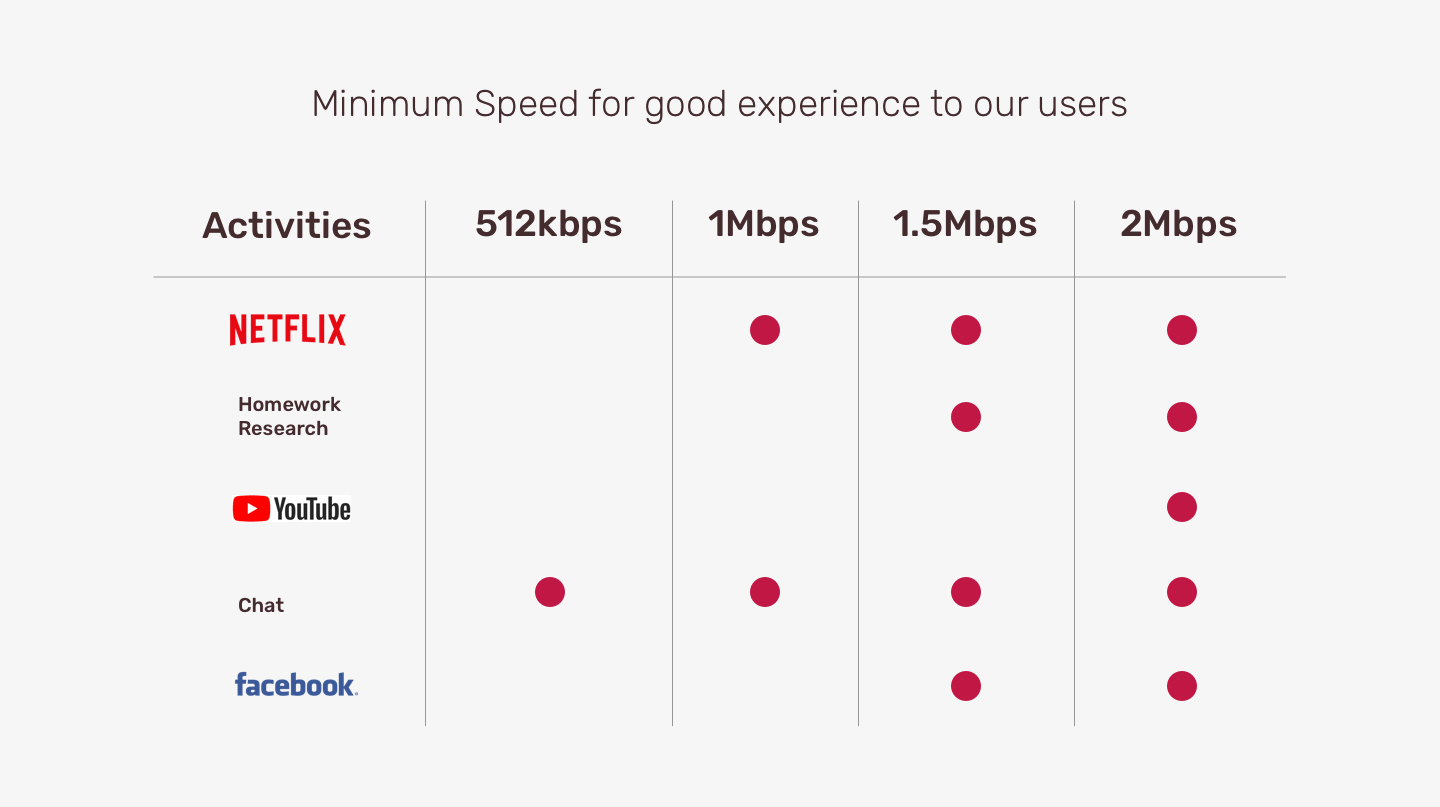 Minimum Speed for good experience to our users
Activities 512kbps 1Mbps 1.5Mbps 2Mbps
NETFLIX
Homework
Research
YouTube
Chat
facebook.